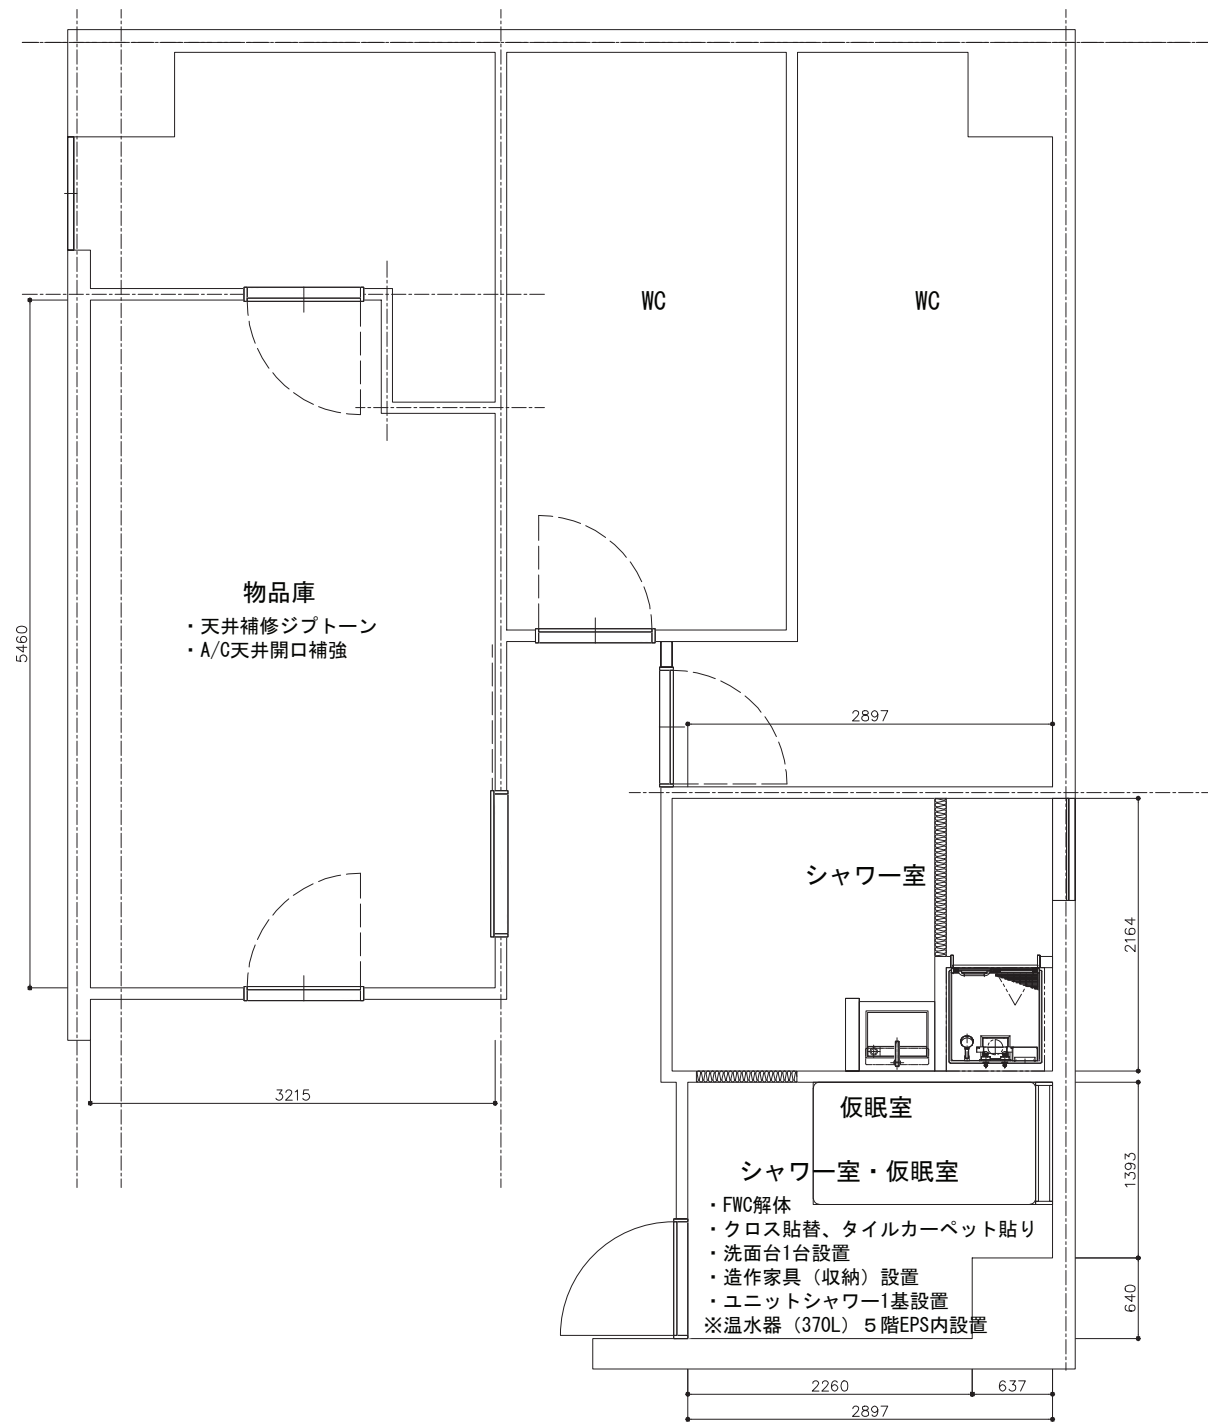 WC
WC
物品庫
・天井補修ジプトーン
・A/C天井開口補強
5460
2897
シャワー室
2164
3215
仮眠室
シャワー室・仮眠室
・FWC解体
・クロス貼替、タイルカーペット貼り
・洗面台1台設置
・造作家具（収納）設置
・ユニットシャワー1基設置
※温水器（370L）５階EPS内設置
1393
640
2260
637
2897